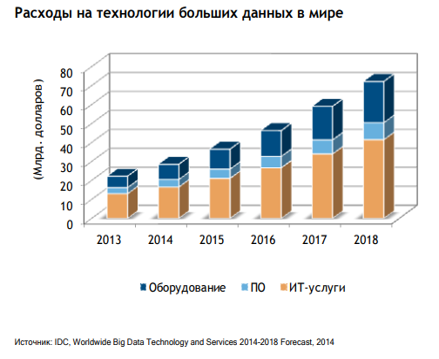 Расходы на технологии больших данных в мире
(Млрд. долларов)
80
70
60
50
40
30
20
10
0
2013 2014 2015 2016 2017 2018
Оборудование ПО ИТ-услуги
Источник: IDC, Worldwide Big Data Technology and Services 2014-2018 Forecast, 2014